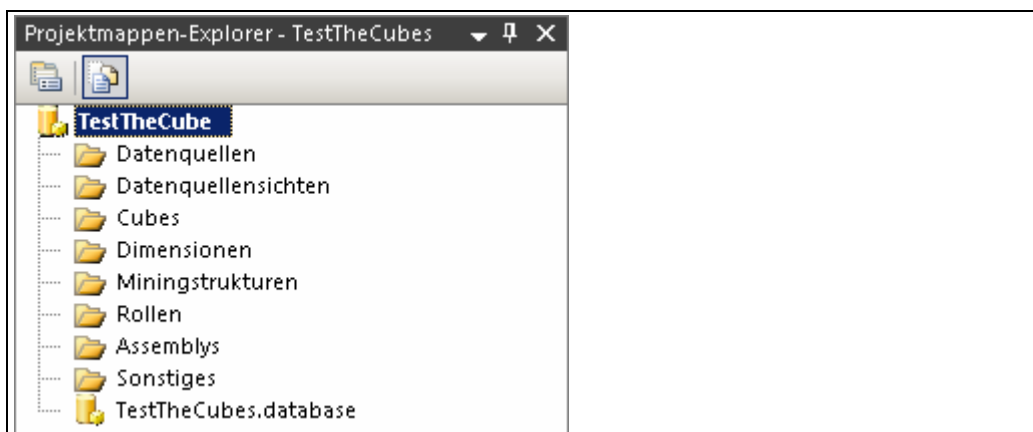 Projektmappen-Explorer - TestTheCubes
TestTheCube
Datenquellen
Datenquellensichten
Cubes
Dimensionen
Miningstrukturen
Rollen
Assemblys
Sonstiges
TestTheCubes.database